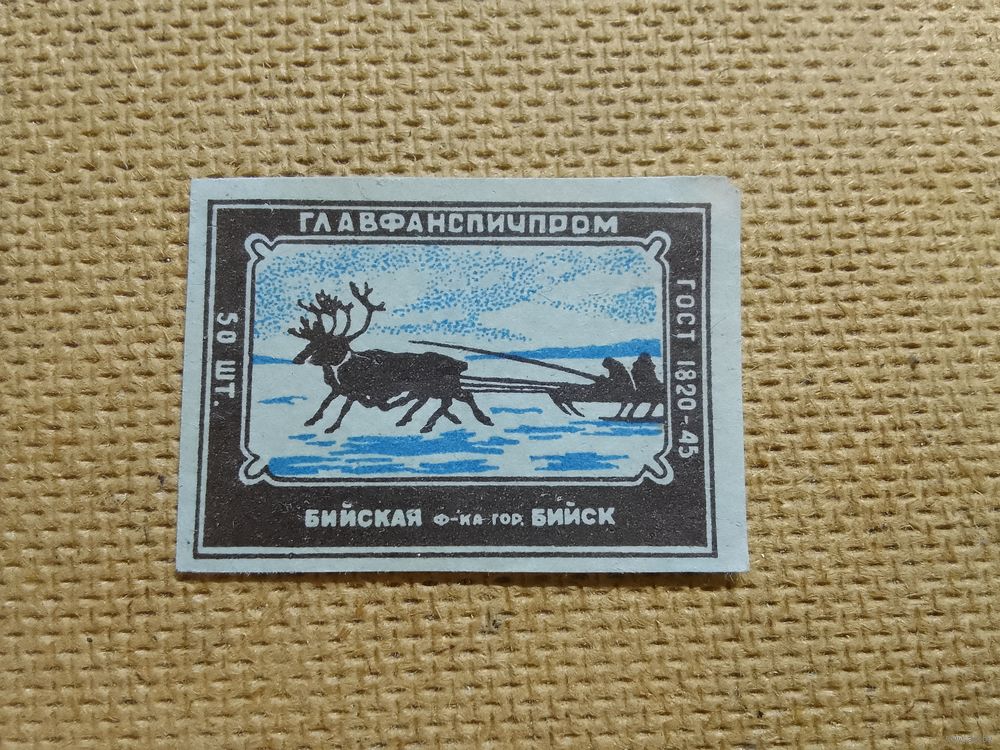 ГЛАВФАНСПИЧПРОМ
50 ШТ.
ГОСТ 1820-45
БИЙСКАЯ Ф-КА ГОР. БИЙСК